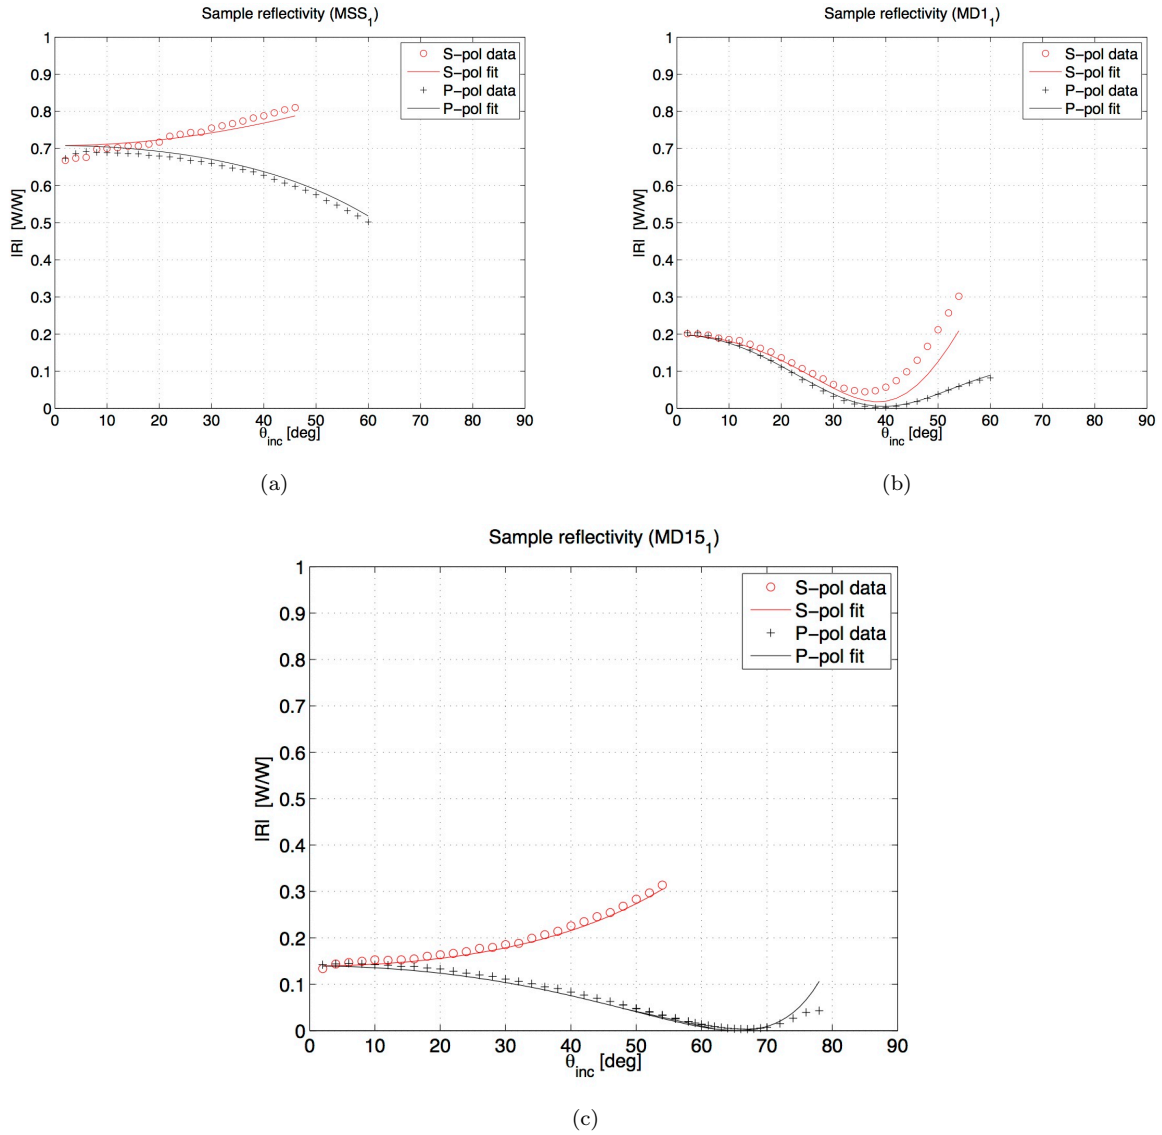 Sample reflectivity (MSS₁)
1
0.9
0.8
0.7
0.6
0.5
0.4
0.3
0.2
0.1
0
|R| [W/W]
S-pol data
S-pol fit
P-pol data
P-pol fit
0 10 20 30 40 50 60 70 80 90
θinc [deg]
(a)
Sample reflectivity (MD1₁)
1
0.9
0.8
0.7
0.6
0.5
0.4
0.3
0.2
0.1
0
|R| [W/W]
S-pol data
S-pol fit
P-pol data
P-pol fit
0 10 20 30 40 50 60 70 80 90
θinc [deg]
(b)
Sample reflectivity (MD15₁)
1
0.9
0.8
0.7
0.6
0.5
0.4
0.3
0.2
0.1
0
|R| [W/W]
S-pol data
S-pol fit
P-pol data
P-pol fit
0 10 20 30 40 50 60 70 80 90
θinc [deg]
(c)